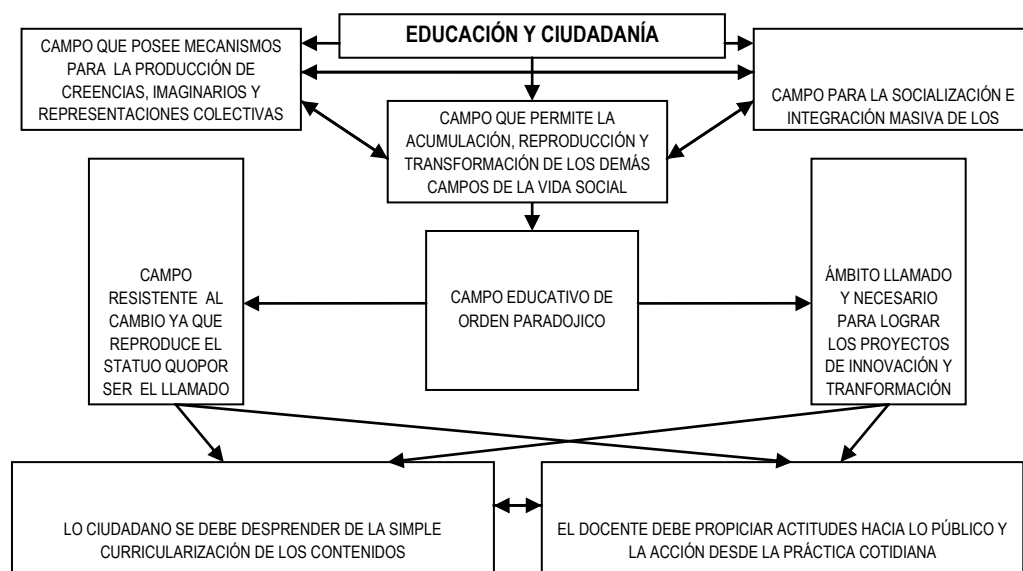 EDUCACIÓN Y CIUDADANÍA
CAMPO QUE POSEE MECANISMOS
PARA LA PRODUCCIÓN DE
CREENCIAS, IMAGINARIOS Y
REPRESENTACIONES COLECTIVAS
CAMPO QUE PERMITE LA
ACUMULACIÓN, REPRODUCCIÓN Y
TRANSFORMACIÓN DE LOS DEMÁS
CAMPOS DE LA VIDA SOCIAL
CAMPO PARA LA SOCIALIZACIÓN E
INTEGRACIÓN MASIVA DE LOS
CAMPO
RESISTENTE AL
CAMBIO YA QUE
REPRODUCE EL
STATUO QUOPOR
SER EL LLAMADO
CAMPO EDUCATIVO DE
ORDEN PARADOJICO
ÁMBITO LLAMADO
Y NECESARIO
PARA LOGRAR
LOS PROYECTOS
DE INNOVACIÓN Y
TRANFORMACIÓN
LO CIUDADANO SE DEBE DESPRENDER DE LA SIMPLE
CURRICULARIZACIÓN DE LOS CONTENIDOS
EL DOCENTE DEBE PROPICIAR ACTITUDES HACIA LO PÚBLICO Y
LA ACCIÓN DESDE LA PRÁCTICA COTIDIANA